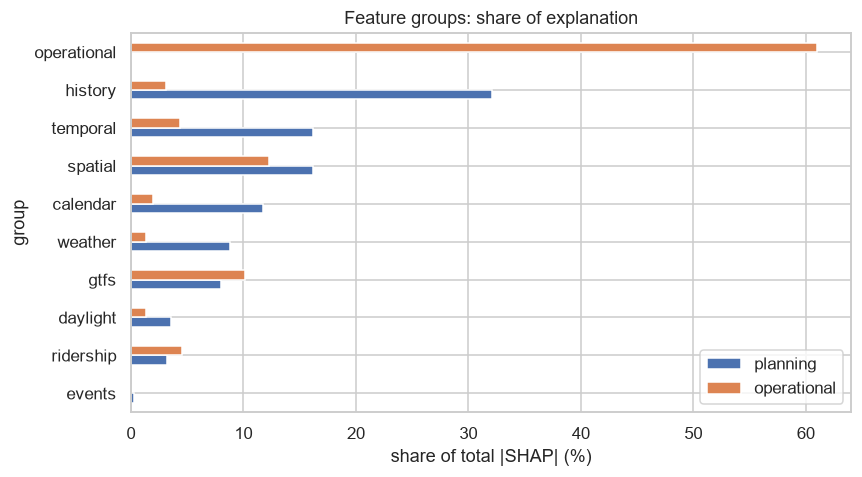 Feature groups: share of explanation
operational
history
temporal
spatial
calendar
weather
gtfs
daylight
ridership
events
group
planning
operational
0 10 20 30 40 50 60
share of total |SHAP| (%)